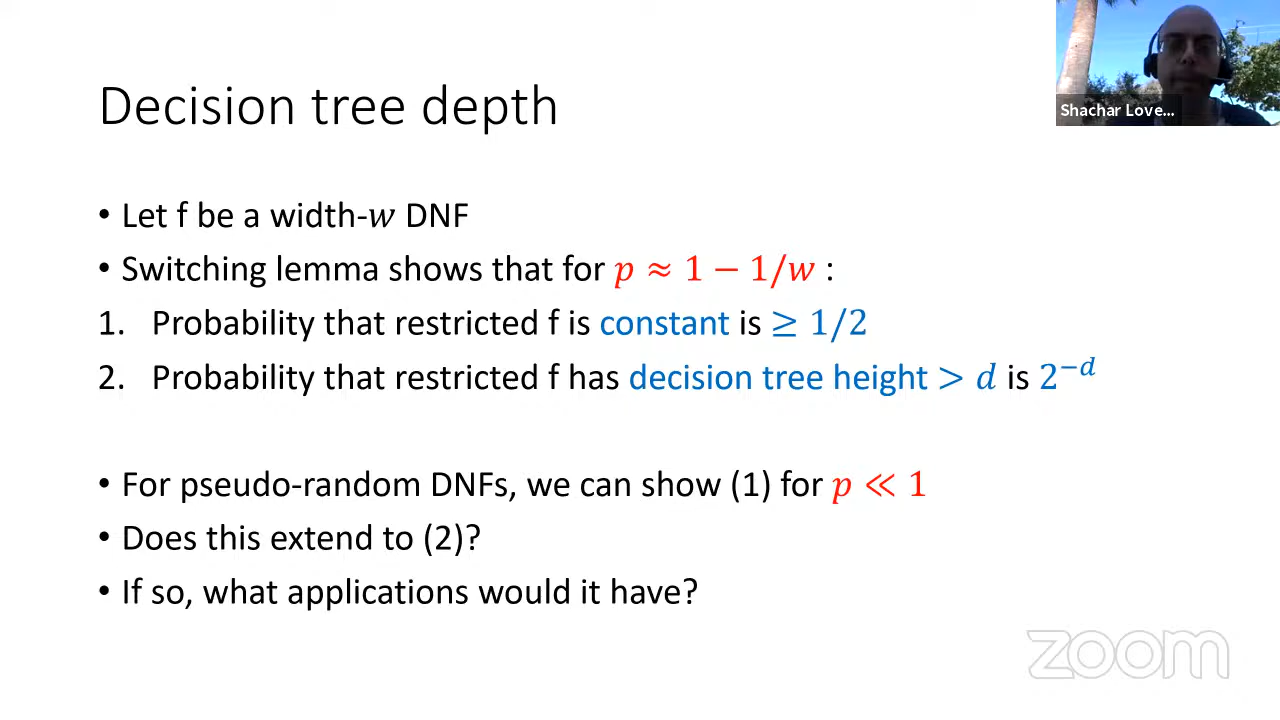 Shachar Love...
Decision tree depth
• Let f be a width-𝑤 DNF
• Switching lemma shows that for 𝑝 ≈ 1 − 1/𝑤 :
1. Probability that restricted f is constant is ≥ 1/2
2. Probability that restricted f has decision tree height > 𝑑 is 2^{−𝑑}
• For pseudo-random DNFs, we can show (1) for 𝑝 ≪ 1
• Does this extend to (2)?
• If so, what applications would it have?
zoom